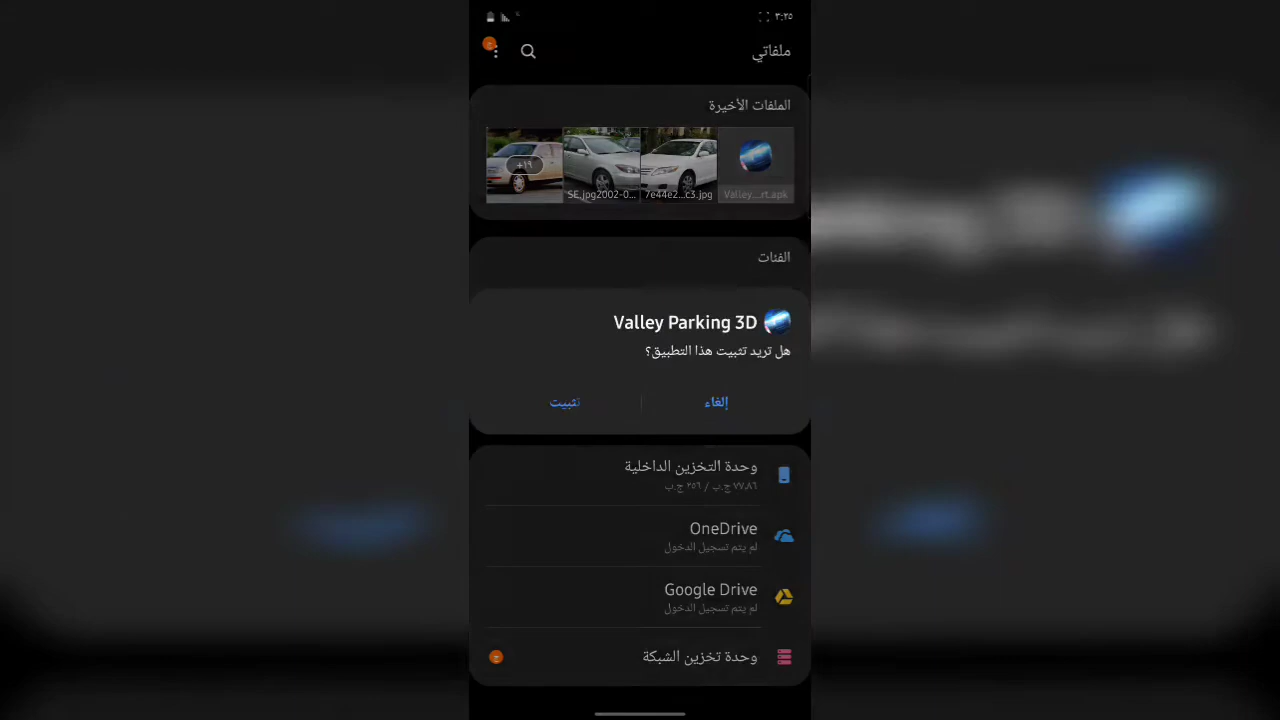 ٣:٢٥
ملفاتي
الملفات الأخيرة
Valley...rt.apk
7e44e2...c3.jpg
SE.jpg2002-0...
+١٩
الفئات
Valley Parking 3D
هل تريد تثبيت هذا التطبيق؟
إلغاء
تثبيت
وحدة التخزين الداخلية
٧٧,٨٦ ج.ب / ٢٥٦ ج.ب
OneDrive
لم يتم تسجيل الدخول
Google Drive
لم يتم تسجيل الدخول
وحدة تخزين الشبكة